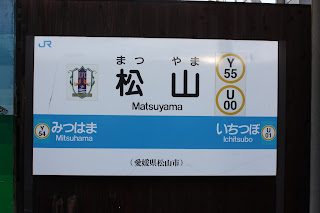 JR
まつ やま
松山
Matsuyama
Y
55
U
00
みつはま
Mitsuhama
Y
54
いちつぼ
Ichitsubo
U
01
(愛媛県松山市)